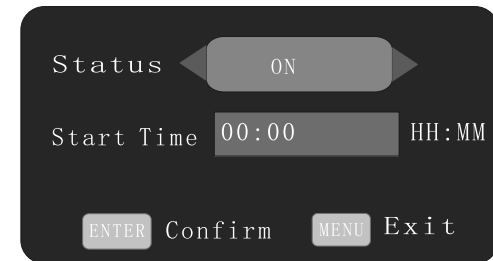 Status ON
Start Time 00:00 HH:MM
ENTER Confirm MENU Exit